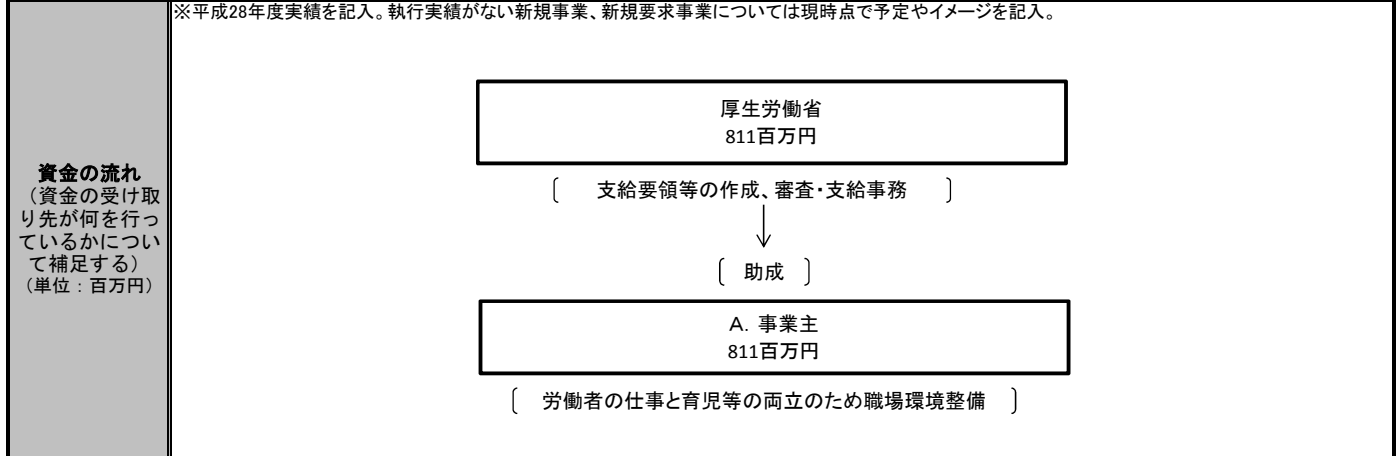 ※平成28年度実績を記入。執行実績がない新規事業、新規要求事業については現時点で予定やイメージを記入。
資金の流れ
（資金の受け取
り先が何を行っ
ているかについ
て補足する）
（単位：百万円）
厚生労働省
811百万円
〔　支給要領等の作成、審査・支給事務　〕
〔　助成　〕
A．事業主
811百万円
〔　労働者の仕事と育児等の両立のため職場環境整備　〕